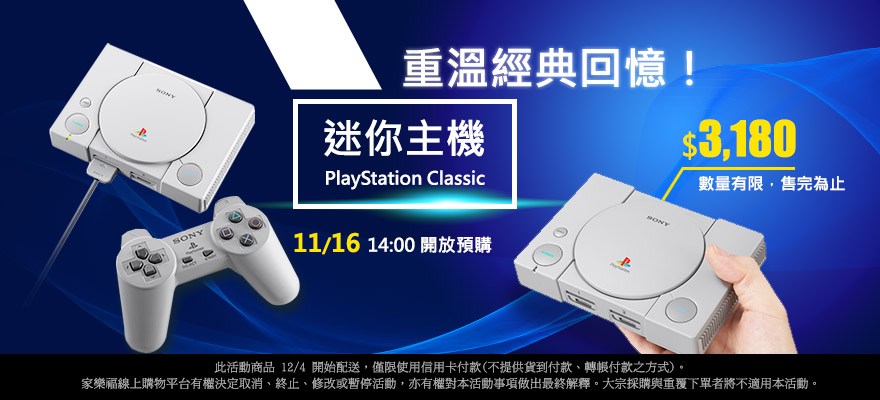 重溫經典回憶！
迷你主機
PlayStation Classic
$3,180
數量有限，售完為止
11/16 14:00 開放預購
SONY
SONY
SONY
此活動商品 12/4 開始配送，僅限使用信用卡付款(不提供貨到付款、轉帳付款之方式)。
家樂福線上購物平台有權決定取消、終止、修改或暫停活動，亦有權對本活動事項做出最終解釋。大宗採購與重覆下單者將不適用本活動。